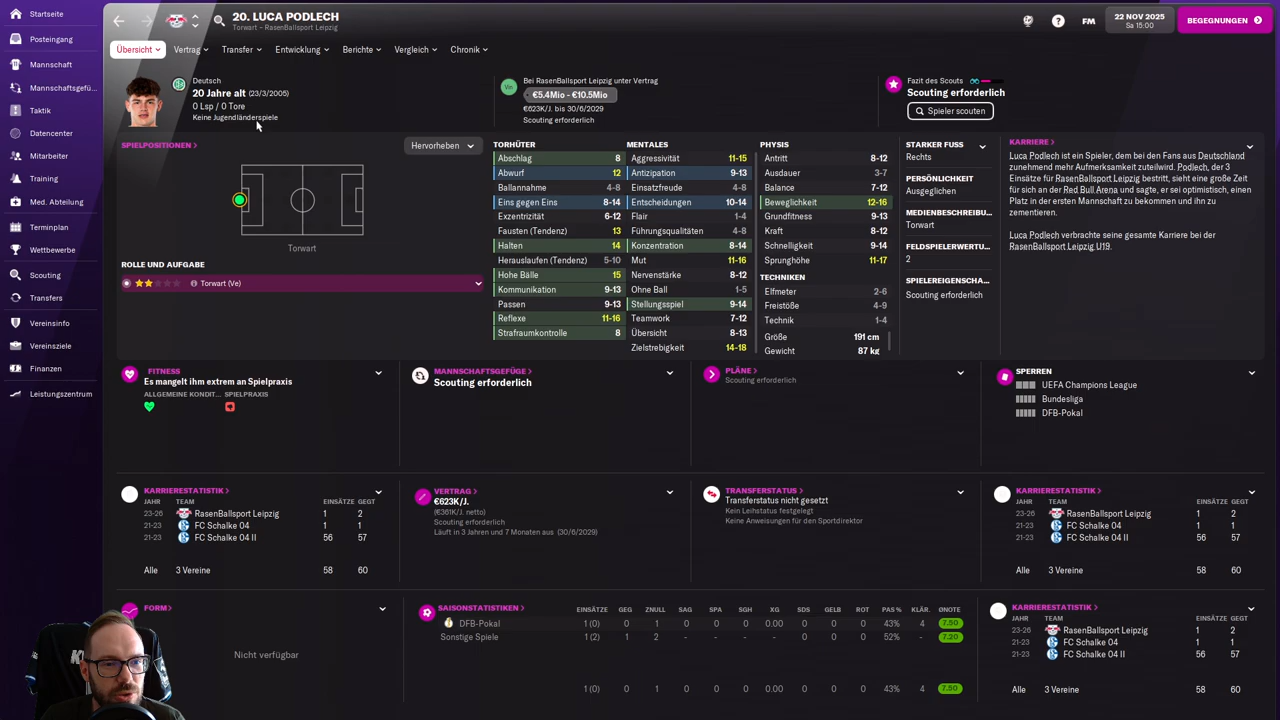 Startseite
Posteingang
Mannschaft
Mannschaftsgefü...
Taktik
Datencenter
Mitarbeiter
Training
Med. Abteilung
Terminplan
Wettbewerbe
Scouting
Transfers
Vereinsinfo
Vereinsziele
Finanzen
Leistungszentrum
20. LUCA PODLECH
Torwart – RasenBallsport Leipzig
FM
22 NOV 2025
Sa 15:00
BEGEGNUNGEN
Übersicht
Vertrag
Transfer
Entwicklung
Berichte
Vergleich
Chronik
Deutsch
20 Jahre alt (23/3/2005)
0 Lsp / 0 Tore
Keine Jugendländerspiele
Bei RasenBallsport Leipzig unter Vertrag
€5.4Mio - €10.5Mio
€623K/J. bis 30/6/2029
Scouting erforderlich
Fazit des Scouts
Scouting erforderlich
Spieler scouten
SPIELPOSITIONEN
Hervorheben
Torwart
ROLLE UND AUFGABE
Torwart (Ve)
TORHÜTER
Abschlag 8
Abwurf 12
Ballannahme 4-8
Eins gegen Eins 8-14
Exzentrizität 6-12
Fausten (Tendenz) 13
Halten 14
Herauslaufen (Tendenz) 5-10
Hohe Bälle 15
Kommunikation 9-13
Passen 9-13
Reflexe 11-16
Strafraumkontrolle 8
MENTALES
Aggressivität 11-15
Antizipation 9-13
Einsatzfreude 4-8
Entscheidungen 10-14
Flair 1-4
Führungsqualitäten 4-8
Konzentration 8-14
Mut 11-16
Nervenstärke 8-12
Ohne Ball 1-5
Stellungsspiel 9-14
Teamwork 7-12
Übersicht 8-13
Zielstrebigkeit 14-18
PHYSIS
Antritt 8-12
Ausdauer 3-7
Balance 7-12
Beweglichkeit 12-16
Grundfitness 9-13
Kraft 8-12
Schnelligkeit 9-14
Sprunghöhe 11-17
TECHNIKEN
Elfmeter 2-6
Freistöße 4-9
Technik 1-4
Größe 191 cm
Gewicht 87 kg
STARKER FUSS
Rechts
PERSÖNLICHKEIT
Ausgeglichen
MEDIENBESCHREIBU...
Torwart
FELDSPIELERWERTU...
2
SPIELEREIGENSCHA...
Scouting erforderlich
KARRIERE
Luca Podlech ist ein Spieler, dem bei den Fans aus Deutschland
zunehmend mehr Aufmerksamkeit zuteilwird. Podlech, der 3
Einsätze für RasenBallsport Leipzig bestritt, sieht eine große Zeit
für sich an der Red Bull Arena und sagte, er sei optimistisch, einen
Platz in der ersten Mannschaft zu bekommen und ihn zu
zementieren.
Luca Podlech verbrachte seine gesamte Karriere bei der
RasenBallsport Leipzig U19.
FITNESS
Es mangelt ihm extrem an Spielpraxis
ALLGEMEINE KONDIT... SPIELPRAXIS
MANNSCHAFTSGEFÜGE
Scouting erforderlich
PLÄNE
Scouting erforderlich
SPERREN
UEFA Champions League
Bundesliga
DFB-Pokal
KARRIERESTATISTIK
JAHR TEAM EINSÄTZE GEGT
23-26 RasenBallsport Leipzig 1 2
21-23 FC Schalke 04 1 1
21-23 FC Schalke 04 II 56 57
Alle 3 Vereine 58 60
VERTRAG
€623K/J.
(€361K/J. netto)
Scouting erforderlich
Läuft in 3 Jahren und 7 Monaten aus (30/6/2029)
TRANSFERSTATUS
Transferstatus nicht gesetzt
Kein Leihstatus festgelegt
Keine Anweisungen für den Sportdirektor
KARRIERESTATISTIK
JAHR TEAM EINSÄTZE GEGT
23-26 RasenBallsport Leipzig 1 2
21-23 FC Schalke 04 1 1
21-23 FC Schalke 04 II 56 57
Alle 3 Vereine 58 60
FORM
Nicht verfügbar
SAISONSTATISTIKEN
EINSÄTZE GEG ZNULL SAG SPA SGH XG SDS GELB ROT PAS % KLÄR. ØNOTE
DFB-Pokal 1 (0) 0 1 0 0 0 0.00 0 0 0 43% 4 7.50
Sonstige Spiele 1 (2) 1 2 - - - - - - - 52% - 7.20
1 (0) 0 1 0 0 0 0.00 0 0 0 43% 4 7.50
KARRIERESTATISTIK
JAHR TEAM EINSÄTZE GEGT
23-26 RasenBallsport Leipzig 1 2
21-23 FC Schalke 04 1 1
21-23 FC Schalke 04 II 56 57
Alle 3 Vereine 58 60